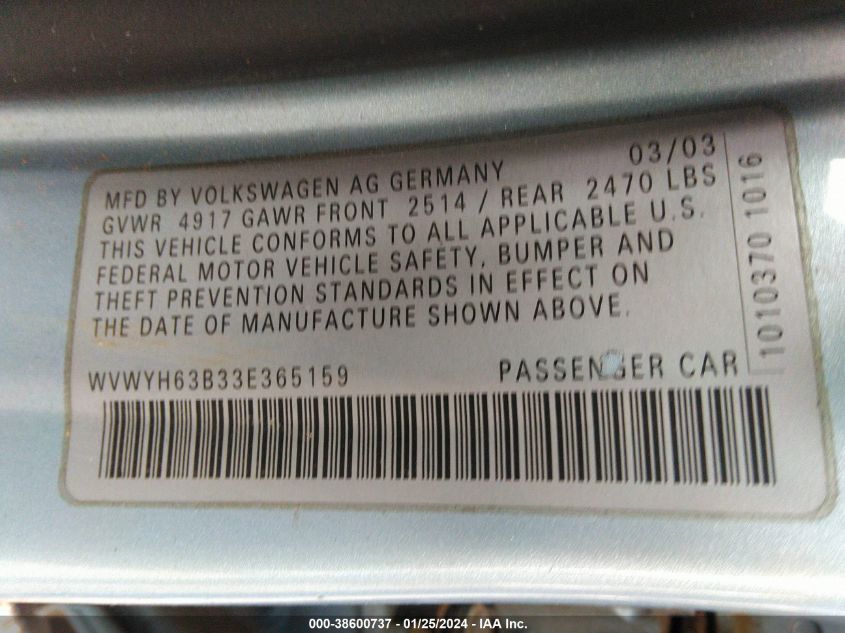 03/03
MFD BY VOLKSWAGEN AG GERMANY
GVWR 4917 GAWR FRONT 2514 / REAR 2470 LBS
THIS VEHICLE CONFORMS TO ALL APPLICABLE U.S.
FEDERAL MOTOR VEHICLE SAFETY, BUMPER AND
THEFT PREVENTION STANDARDS IN EFFECT ON
THE DATE OF MANUFACTURE SHOWN ABOVE.
WVWYH63B33E365159 PASSENGER CAR
1010370 1016
000-38600737 - 01/25/2024 - IAA Inc.